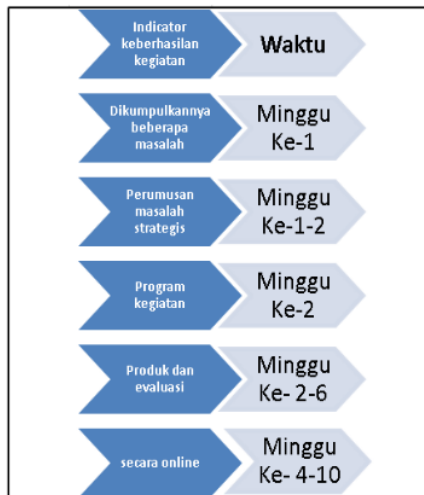 Indicator
keberhasilan
kegiatan
Waktu
Dikumpulkannya
beberapa
masalah
Minggu
Ke-1
Perumusan
masalah
strategis
Minggu
Ke-1-2
Program
kegiatan
Minggu
Ke-2
Produk dan
evaluasi
Minggu
Ke- 2-6
secara online
Minggu
Ke- 4-10